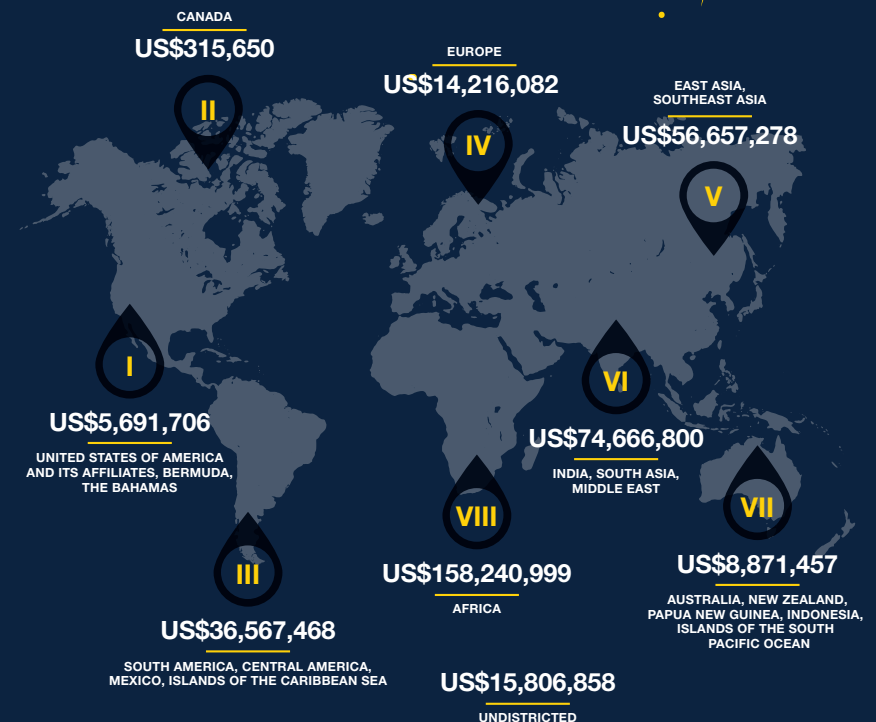 CANADA
US$315,650
II
EUROPE
US$14,216,082
IV
EAST ASIA,
SOUTHEAST ASIA
US$56,657,278
V
I
US$5,691,706
UNITED STATES OF AMERICA
AND ITS AFFILIATES, BERMUDA,
THE BAHAMAS
VI
US$74,666,800
INDIA, SOUTH ASIA,
MIDDLE EAST
VII
US$8,871,457
AUSTRALIA, NEW ZEALAND,
PAPUA NEW GUINEA, INDONESIA,
ISLANDS OF THE SOUTH
PACIFIC OCEAN
VIII
US$158,240,999
AFRICA
III
US$36,567,468
SOUTH AMERICA, CENTRAL AMERICA,
MEXICO, ISLANDS OF THE CARIBBEAN SEA
US$15,806,858
UNDISTRICTED